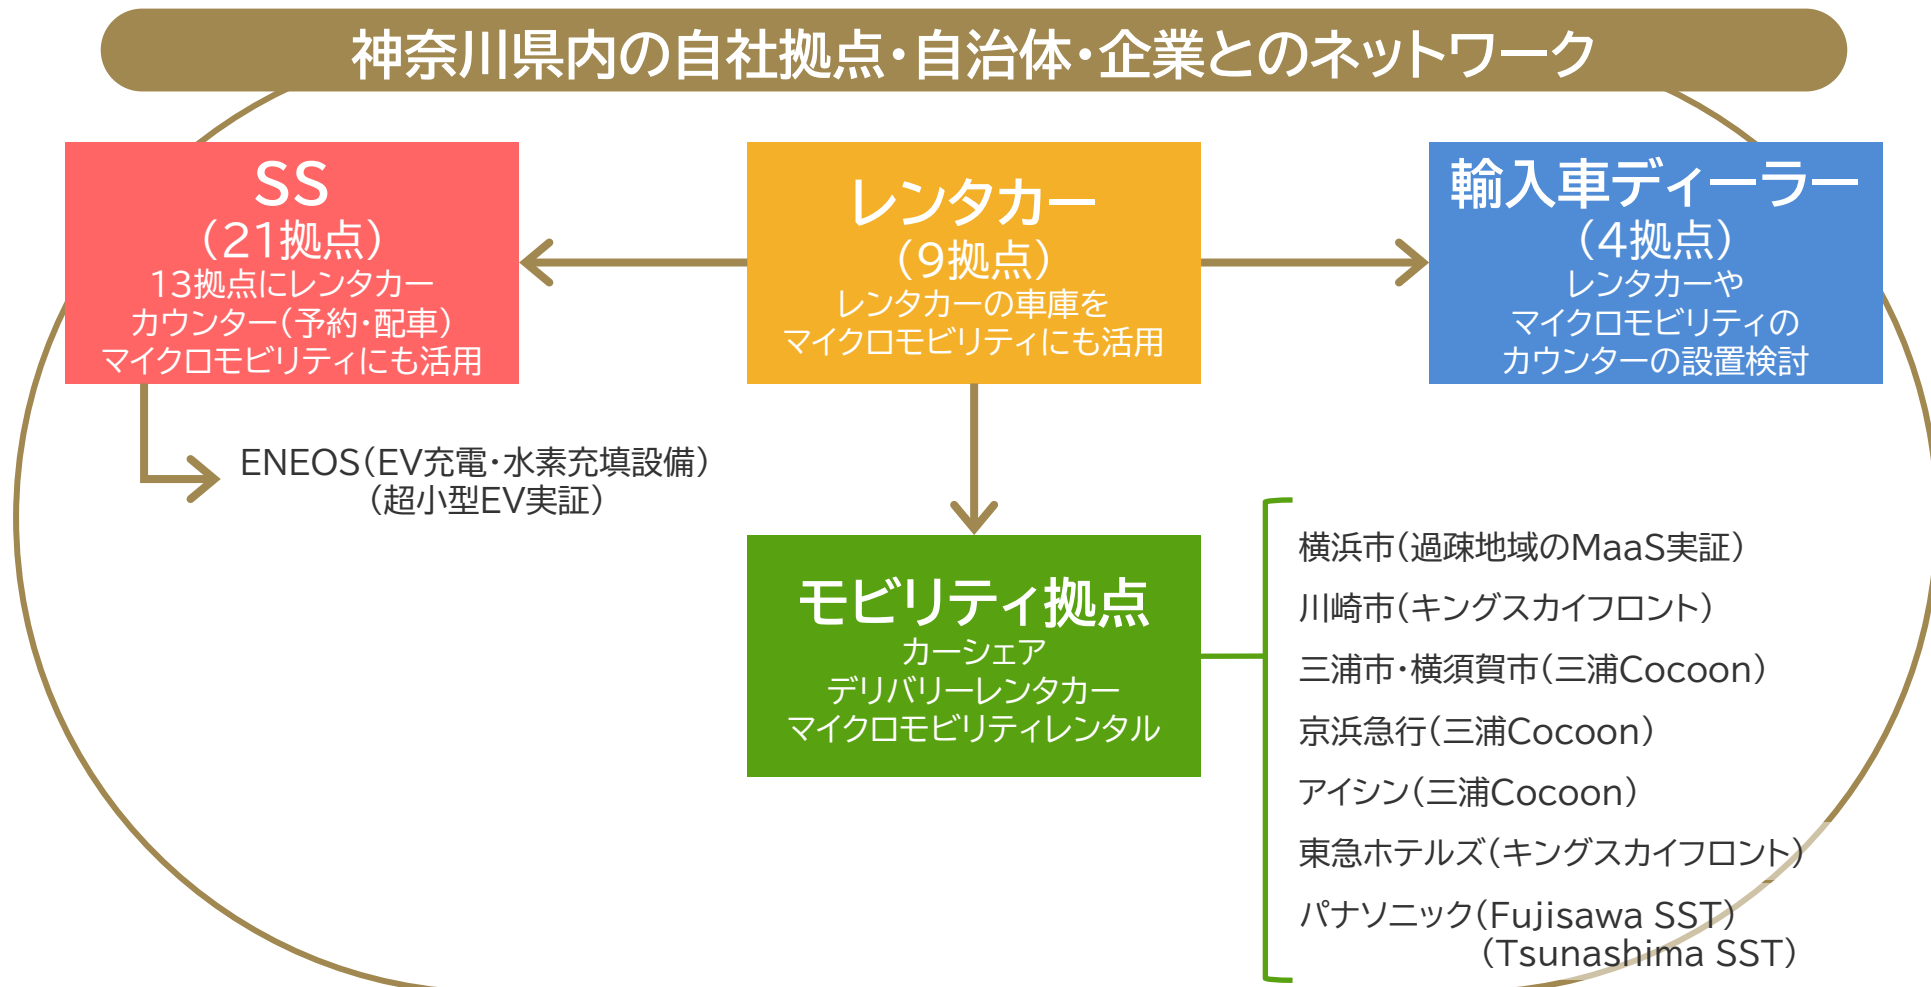 神奈川県内の自社拠点・自治体・企業とのネットワーク
SS
（21拠点）
13拠点にレンタカー
カウンター（予約・配車）
マイクロモビリティにも活用
レンタカー
（9拠点）
レンタカーの車庫を
マイクロモビリティにも活用
輸入車ディーラー
（4拠点）
レンタカーや
マイクロモビリティの
カウンターの設置検討
ENEOS（EV充電・水素充填設備）
（超小型EV実証）
モビリティ拠点
カーシェア
デリバリーレンタカー
マイクロモビリティレンタル
横浜市（過疎地域のMaaS実証）
川崎市（キングスカイフロント）
三浦市・横須賀市（三浦Cocoon）
京浜急行（三浦Cocoon）
アイシン（三浦Cocoon）
東急ホテルズ（キングスカイフロント）
パナソニック（Fujisawa SST）
（Tsunashima SST）